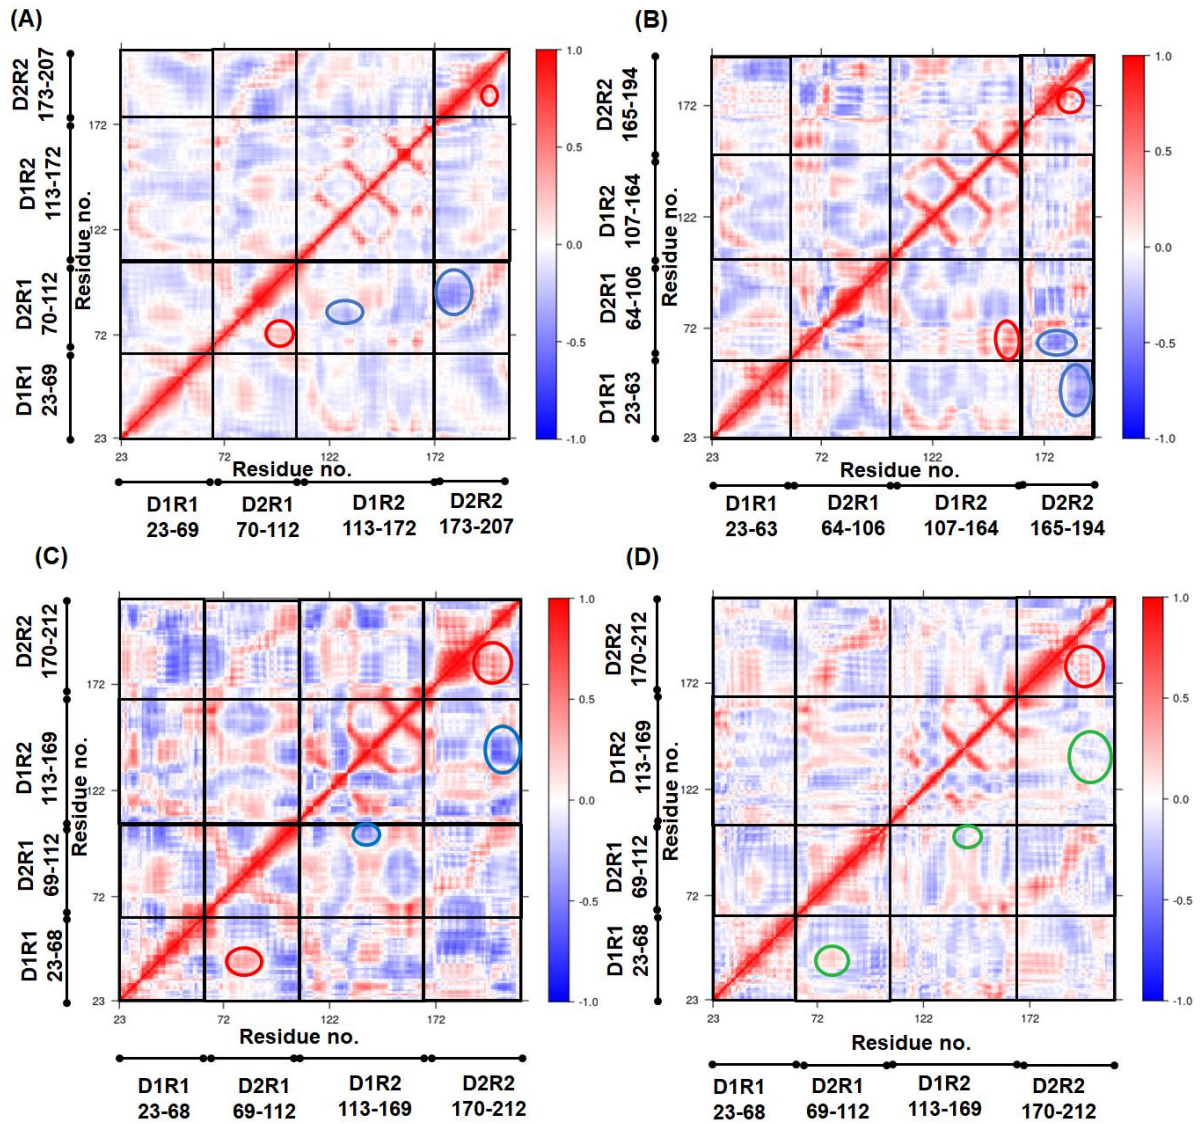 (A)
D2R2
173-207
D1R2
113-172
D2R1
70-112
D1R1
23-69
Residue no.
172
122
72
23
23
72
122
172
Residue no.
D1R1
23-69
D2R1
70-112
D1R2
113-172
D2R2
173-207
1.0
0.5
0.0
-0.5
-1.0
(B)
D2R2
165-194
D1R2
107-164
D2R1
64-106
D1R1
23-63
Residue no.
172
122
72
23
23
72
122
172
Residue no.
D1R1
23-63
D2R1
64-106
D1R2
107-164
D2R2
165-194
1.0
0.5
0.0
-0.5
-1.0
(C)
D2R2
170-212
D1R2
113-169
D2R1
69-112
D1R1
23-68
Residue no.
172
122
72
23
23
72
122
172
Residue no.
D1R1
23-68
D2R1
69-112
D1R2
113-169
D2R2
170-212
1.0
0.5
0.0
-0.5
-1.0
(D)
D2R2
170-212
D1R2
113-169
D2R1
69-112
D1R1
23-68
Residue no.
172
122
72
23
23
72
122
172
Residue no.
D1R1
23-68
D2R1
69-112
D1R2
113-169
D2R2
170-212
1.0
0.5
0.0
-0.5
-1.0